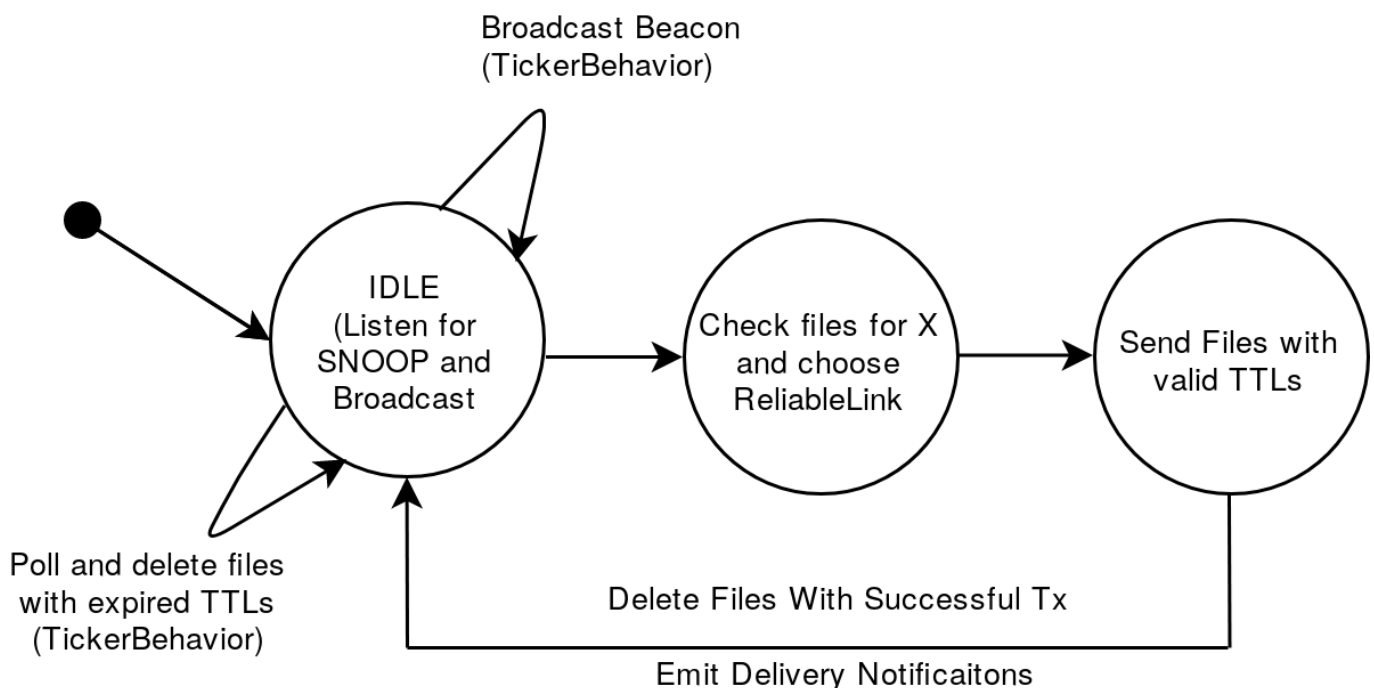 Broadcast Beacon
(TickerBehavior)
IDLE
(Listen for
SNOOP and
Broadcast
Check files for X
and choose
ReliableLink
Send Files with
valid TTLs
Poll and delete files
with expired TTLs
(TickerBehavior)
Delete Files With Successful Tx
Emit Delivery Notificaitons